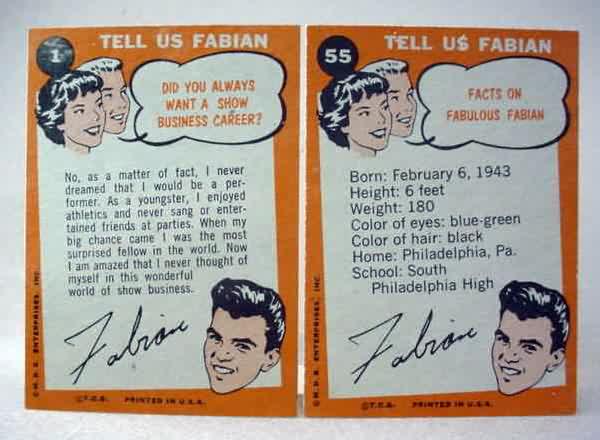 1
TELL US FABIAN
DID YOU ALWAYS
WANT A SHOW
BUSINESS CAREER?
No, as a matter of fact, I never
dreamed that I would be a per-
former. As a youngster, I enjoyed
athletics and never sang or enter-
tained friends at parties. When my
big chance came I was the most
surprised fellow in the world. Now
I am amazed that I never thought of
myself in this wonderful
world of show business.
Fabian
ENTERPRISES, INC.
©T.C.G. PRINTED IN U.S.A.
55
TELL U$ FABIAN
FACTS ON
FABULOUS FABIAN
Born: February 6, 1943
Height: 6 feet
Weight: 180
Color of eyes: blue-green
Color of hair: black
Home: Philadelphia, Pa.
School: South
Philadelphia High
Fabian
ENTERPRISES, INC.
©T.C.G. PRINTED IN U.S.A.